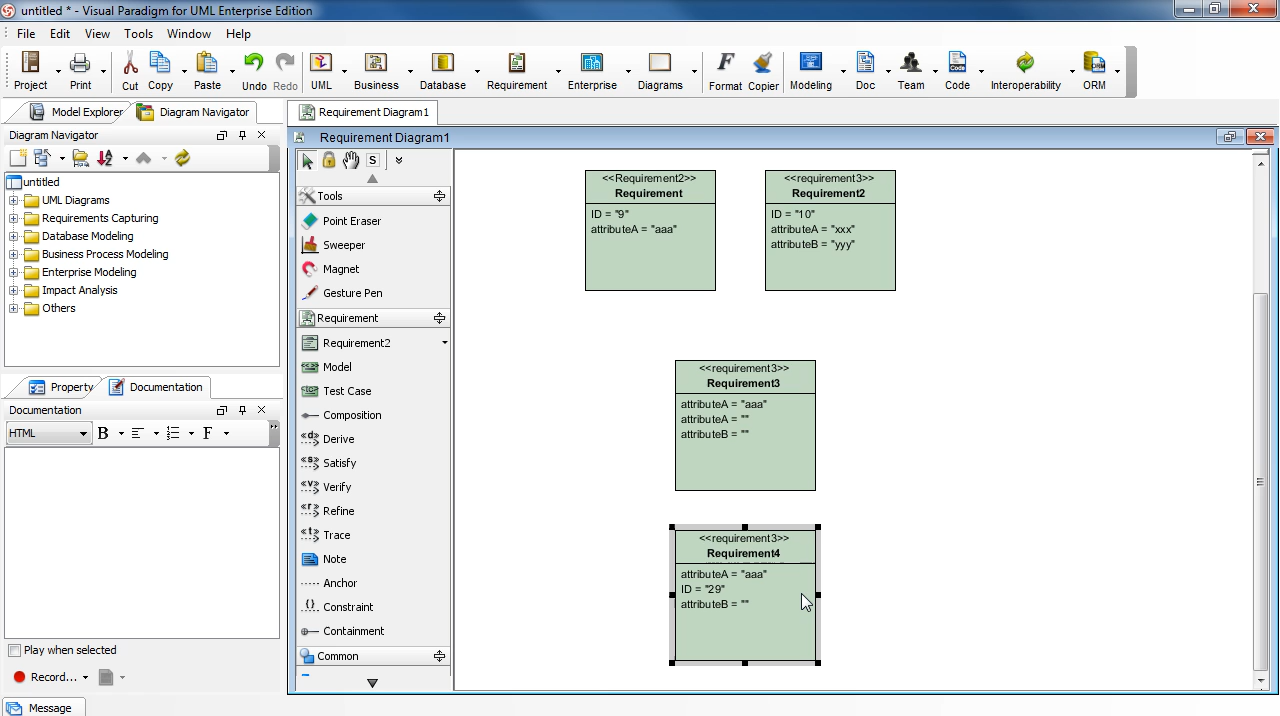 untitled * - Visual Paradigm for UML Enterprise Edition
File Edit View Tools Window Help
Project Print Cut Copy Paste Undo Redo UML Business Database Requirement Enterprise Diagrams Format Copier Modeling Doc Team Code Interoperability ORM
Model Explorer Diagram Navigator Requirement Diagram1
Diagram Navigator
Requirement Diagram1
untitled
UML Diagrams
Requirements Capturing
Database Modeling
Business Process Modeling
Enterprise Modeling
Impact Analysis
Others
Property Documentation
Documentation
HTML B F
Play when selected
Record...
Message
S
Tools
Point Eraser
Sweeper
Magnet
Gesture Pen
Requirement
Requirement2
Model
Test Case
Composition
Derive
Satisfy
Verify
Refine
Trace
Note
Anchor
Constraint
Containment
Common
<<Requirement2>>
Requirement
ID = "9"
attributeA = "aaa"
<<requirement3>>
Requirement2
ID = "10"
attributeA = "xxx"
attributeB = "yyy"
<<requirement3>>
Requirement3
attributeA = "aaa"
attributeA = ""
attributeB = ""
<<requirement3>>
Requirement4
attributeA = "aaa"
ID = "29"
attributeB = ""